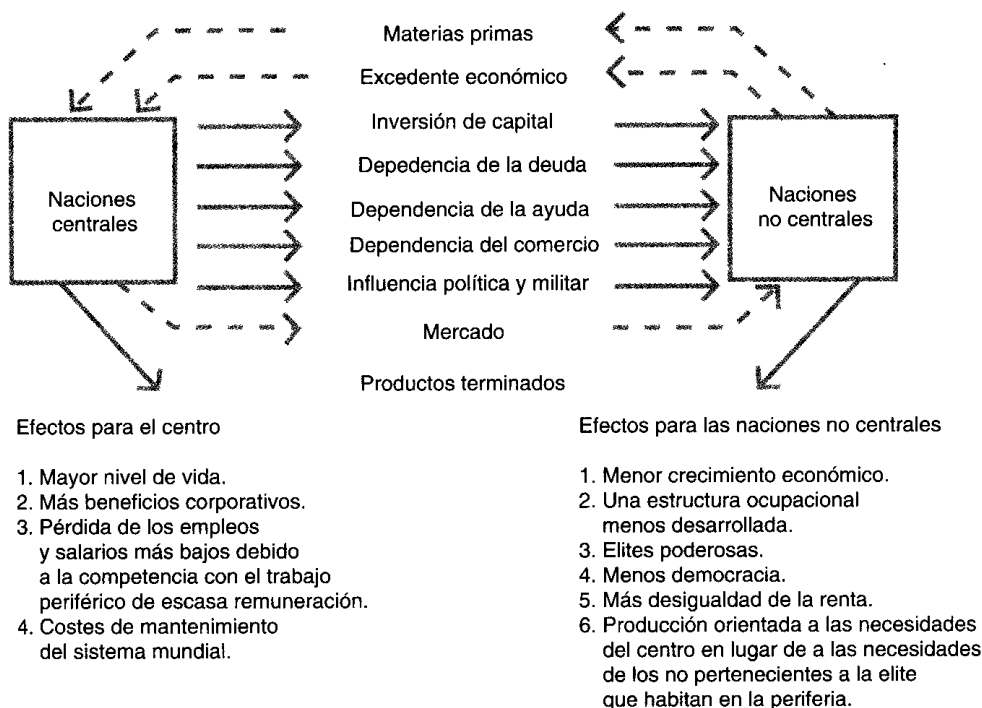 Materias primas
Excedente económico
Inversión de capital
Depedencia de la deuda
Dependencia de la ayuda
Dependencia del comercio
Influencia política y militar
Mercado
Productos terminados
Naciones
centrales
Naciones
no centrales
Efectos para el centro
1. Mayor nivel de vida.
2. Más beneficios corporativos.
3. Pérdida de los empleos
y salarios más bajos debido
a la competencia con el trabajo
periférico de escasa remuneración.
4. Costes de mantenimiento
del sistema mundial.
Efectos para las naciones no centrales
1. Menor crecimiento económico.
2. Una estructura ocupacional
menos desarrollada.
3. Elites poderosas.
4. Menos democracia.
5. Más desigualdad de la renta.
6. Producción orientada a las necesidades
del centro en lugar de a las necesidades
de los no pertenecientes a la elite
que habitan en la periferia.